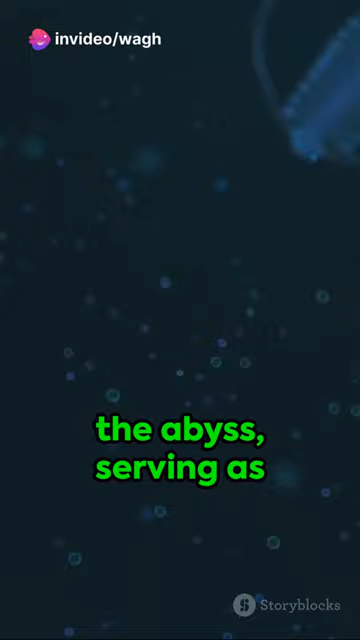 invideo/wagh
the abyss,
serving as
Storyblocks